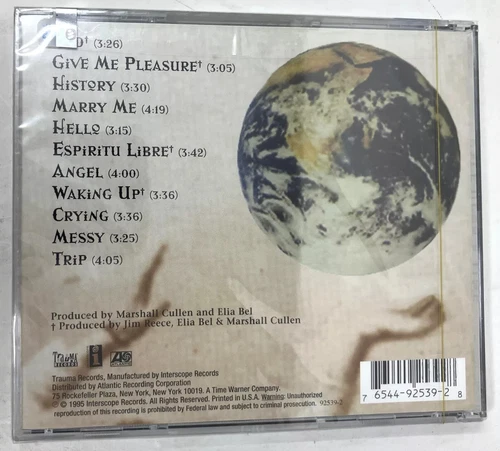 (3:26)
Give Me Pleasure† (3:05)
History (3:30)
Marry Me (4:19)
Hello (3:15)
Espiritu Libre† (3:42)
Angel (4:00)
Waking Up† (3:36)
Crying (3:36)
Messy (3:25)
Trip (4:05)
Produced by Marshall Cullen and Elia Bel
† Produced by Jim Reece, Elia Bel & Marshall Cullen
Trauma Records, Manufactured by Interscope Records
Distributed by Atlantic Recording Corporation
75 Rockefeller Plaza, New York, New York 10019. A Time Warner Company.
℗ © 1995 Interscope Records. All Rights Reserved. Printed in U.S.A. Warning: Unauthorized
reproduction of this recording is prohibited by Federal law and subject to criminal prosecution. 92539-2
7 6544-92539-2 8